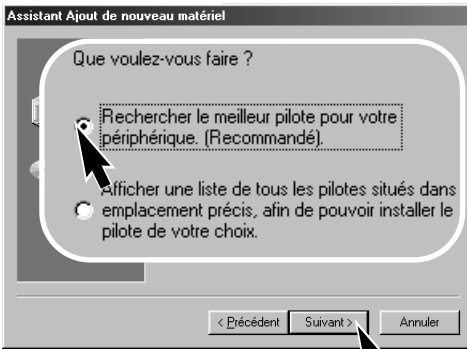 Assistant Ajout de nouveau matériel
Que voulez-vous faire ?
Rechercher le meilleur pilote pour votre
périphérique. (Recommandé).
Afficher une liste de tous les pilotes situés dans
emplacement précis, afin de pouvoir installer le
pilote de votre choix.
< Précédent
Suivant >
Annuler